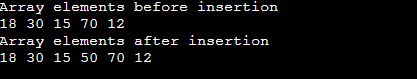 Array elements before insertion
18 30 15 70 12
Array elements after insertion
18 30 15 50 70 12